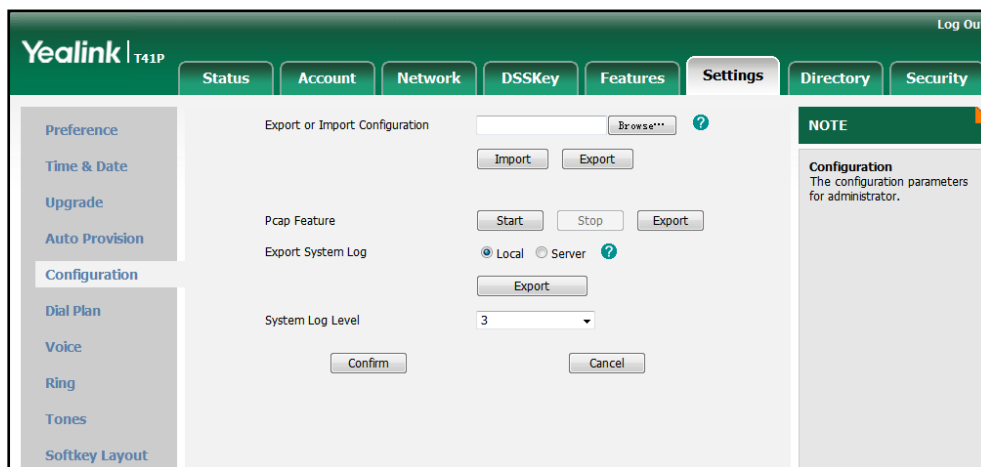 Log Ou
Yealink T41P
Status Account Network DSSKey Features Settings Directory Security
Preference
Time & Date
Upgrade
Auto Provision
Configuration
Dial Plan
Voice
Ring
Tones
Softkey Layout
Export or Import Configuration Browse... ?
Import Export
Pcap Feature Start Stop Export
Export System Log Local Server ?
Export
System Log Level 3
Confirm Cancel
NOTE
Configuration
The configuration parameters
for administrator.